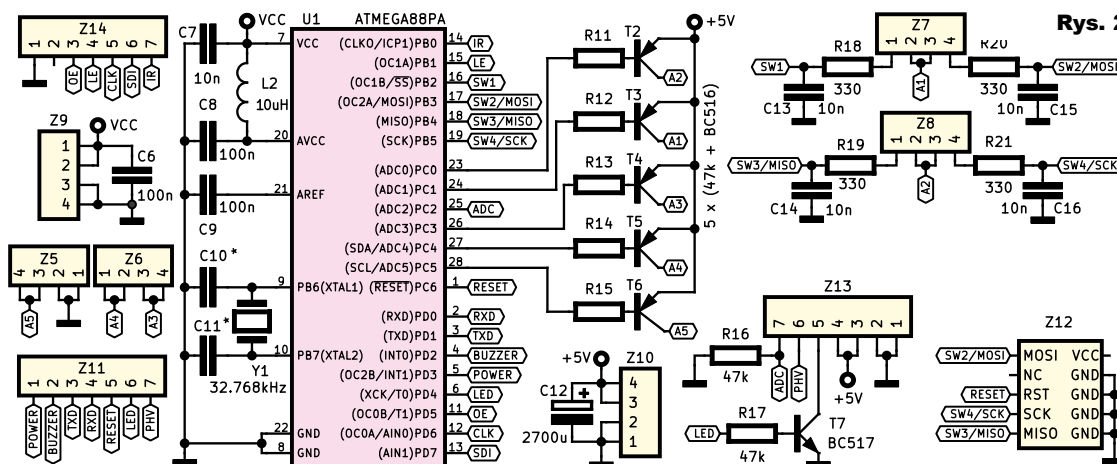 Z14
1 2 3 4 5 6 7
OE LE CLK SDI IR
Z9
VCC
1
2
3
4
C6
100n
Z5
4 3 2 1
A5
Z6
1 2 3 4
A4 A3
Z11
1 2 3 4 5 6 7
POWER BUZZER TXD RXD RESET LED PHV
C7
10n
VCC
L2
10uH
C8
100n
100n
C9
C10*
C11*
Y1
32.768kHz
U1 ATMEGA88PA
7 VCC
20 AVCC
21 AREF
9 PB6(XTAL1)
10 PB7(XTAL2)
22 GND
8 GND
(CLKO/ICP1)PB0 14 IR
(OC1A)PB1 15 LE
(OC1B/SS)PB2 16 SW1
(OC2A/MOSI)PB3 17 SW2/MOSI
(MISO)PB4 18 SW3/MISO
(SCK)PB5 19 SW4/SCK
(ADC0)PC0 23
(ADC1)PC1 24
(ADC2)PC2 25 ADC
(ADC3)PC3 26
(SDA/ADC4)PC4 27
(SCL/ADC5)PC5 28
(RESET)PC6 1 RESET
(RXD)PD0 2 RXD
(TXD)PD1 3 TXD
(INT0)PD2 4 BUZZER
(OC2B/INT1)PD3 5 POWER
(XCK/T0)PD4 6 LED
(OC0B/T1)PD5 11 OE
(OC0A/AIN0)PD6 12 CLK
(AIN1)PD7 13 SDI
R11 T2
A2
R12 T3
A1
R13 T4
A3
R14 T5
A4
R15 T6
A5
+5V
5 x (47k + BC516)
+5V
C12
+
2700u
Z10
4
3
2
1
Rys. 2
Z7
1 2 3 4
SW1 R18 330
A1
R20 330 SW2/MOSI
C13 10n
10n C15
Z8
1 2 3 4
SW3/MISO R19 330
A2
R21 330 SW4/SCK
C14 10n
10n C16
Z13
7 6 5 4 3 2 1
R16
47k
ADC PHV
+5V
LED R17
47k
T7
BC517
Z12
SW2/MOSI MOSI VCC
NC GND
RESET RST GND
SW4/SCK SCK GND
SW3/MISO MISO GND